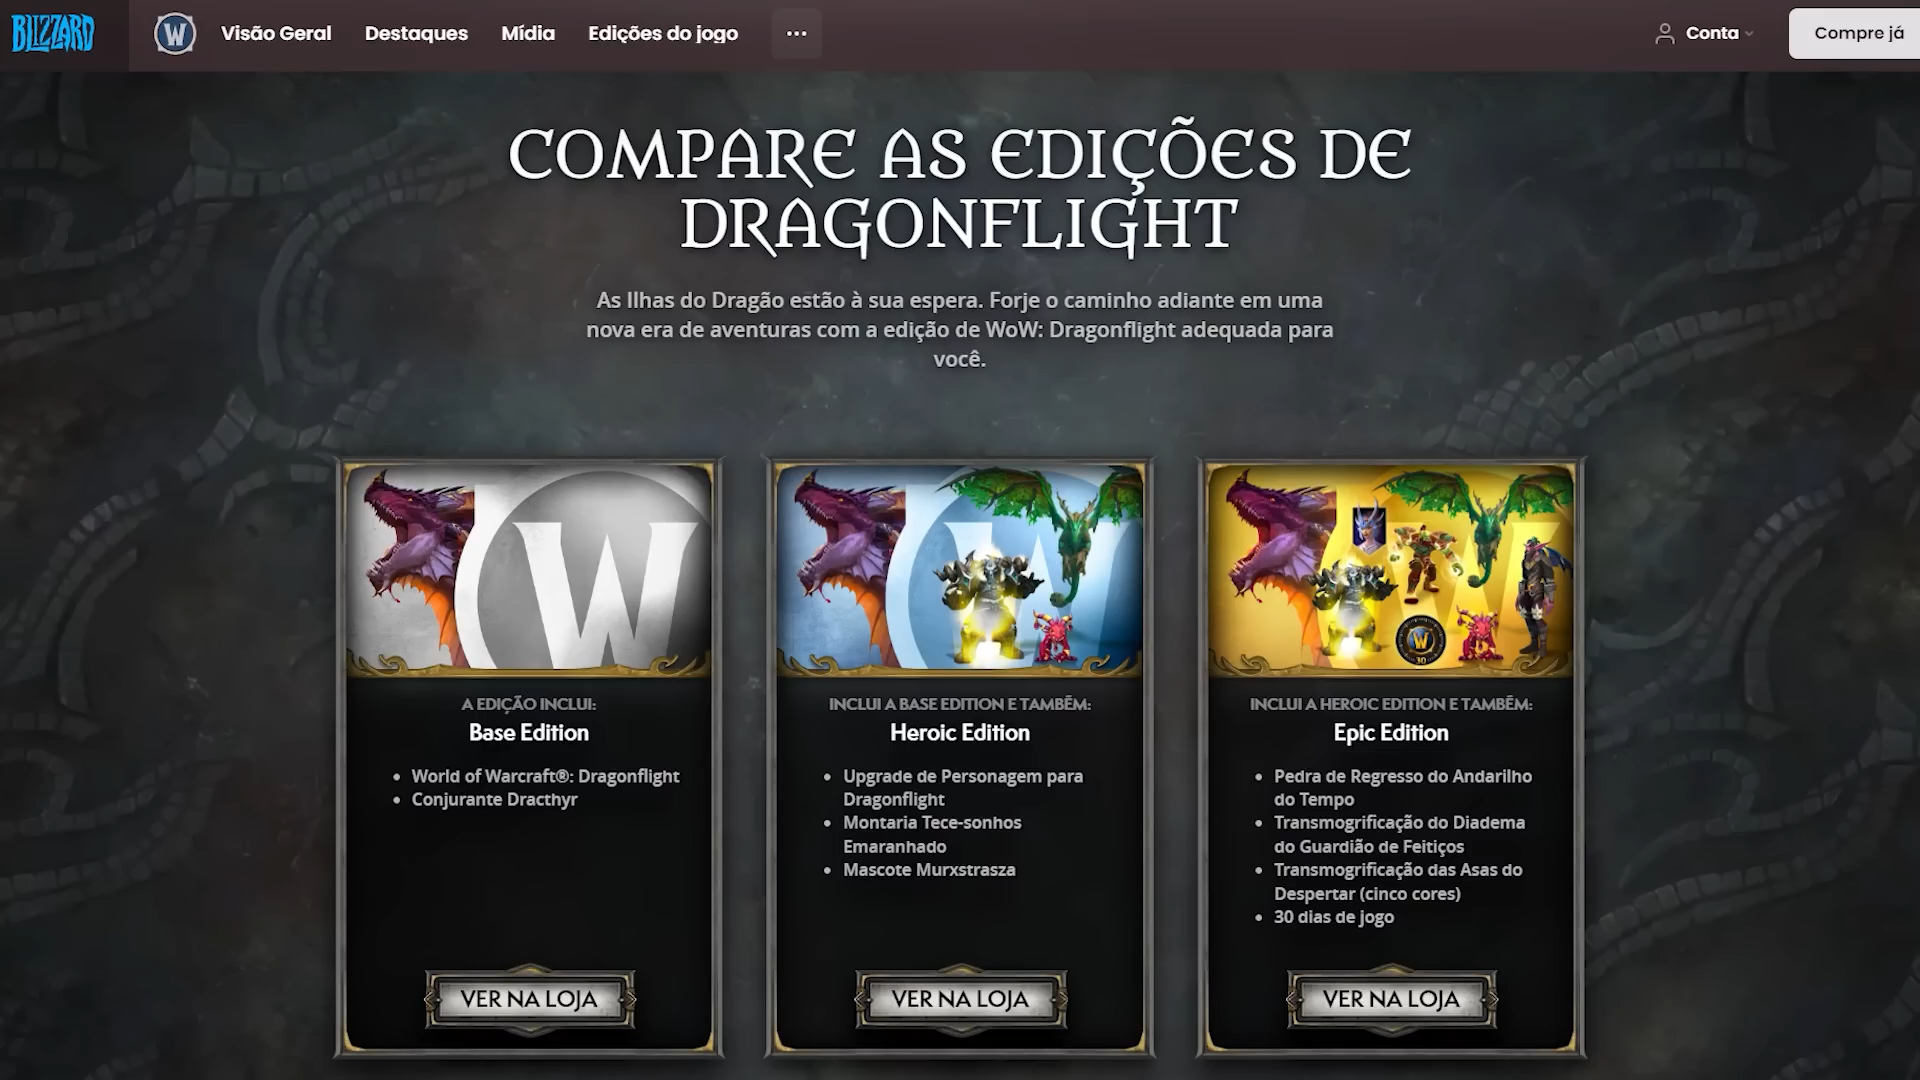 BLIZZARD
W
Visão Geral
Destaques
Mídia
Edições do jogo
...
Conta
Compre já
COMPARE AS EDIÇÕES DE
DRAGONFLIGHT
As Ilhas do Dragão estão à sua espera. Forje o caminho adiante em uma
nova era de aventuras com a edição de WoW: Dragonflight adequada para
você.
W
A EDIÇÃO INCLUI:
Base Edition
• World of Warcraft®: Dragonflight
• Conjurante Dracthyr
VER NA LOJA
W
INCLUI A BASE EDITION E TAMBÉM:
Heroic Edition
• Upgrade de Personagem para
Dragonflight
• Montaria Tece-sonhos
Emaranhado
• Mascote Murxstrasza
VER NA LOJA
W
W
30
INCLUI A HEROIC EDITION E TAMBÉM:
Epic Edition
• Pedra de Regresso do Andarilho
do Tempo
• Transmogrificação do Diadema
do Guardião de Feitiços
• Transmogrificação das Asas do
Despertar (cinco cores)
• 30 dias de jogo
VER NA LOJA